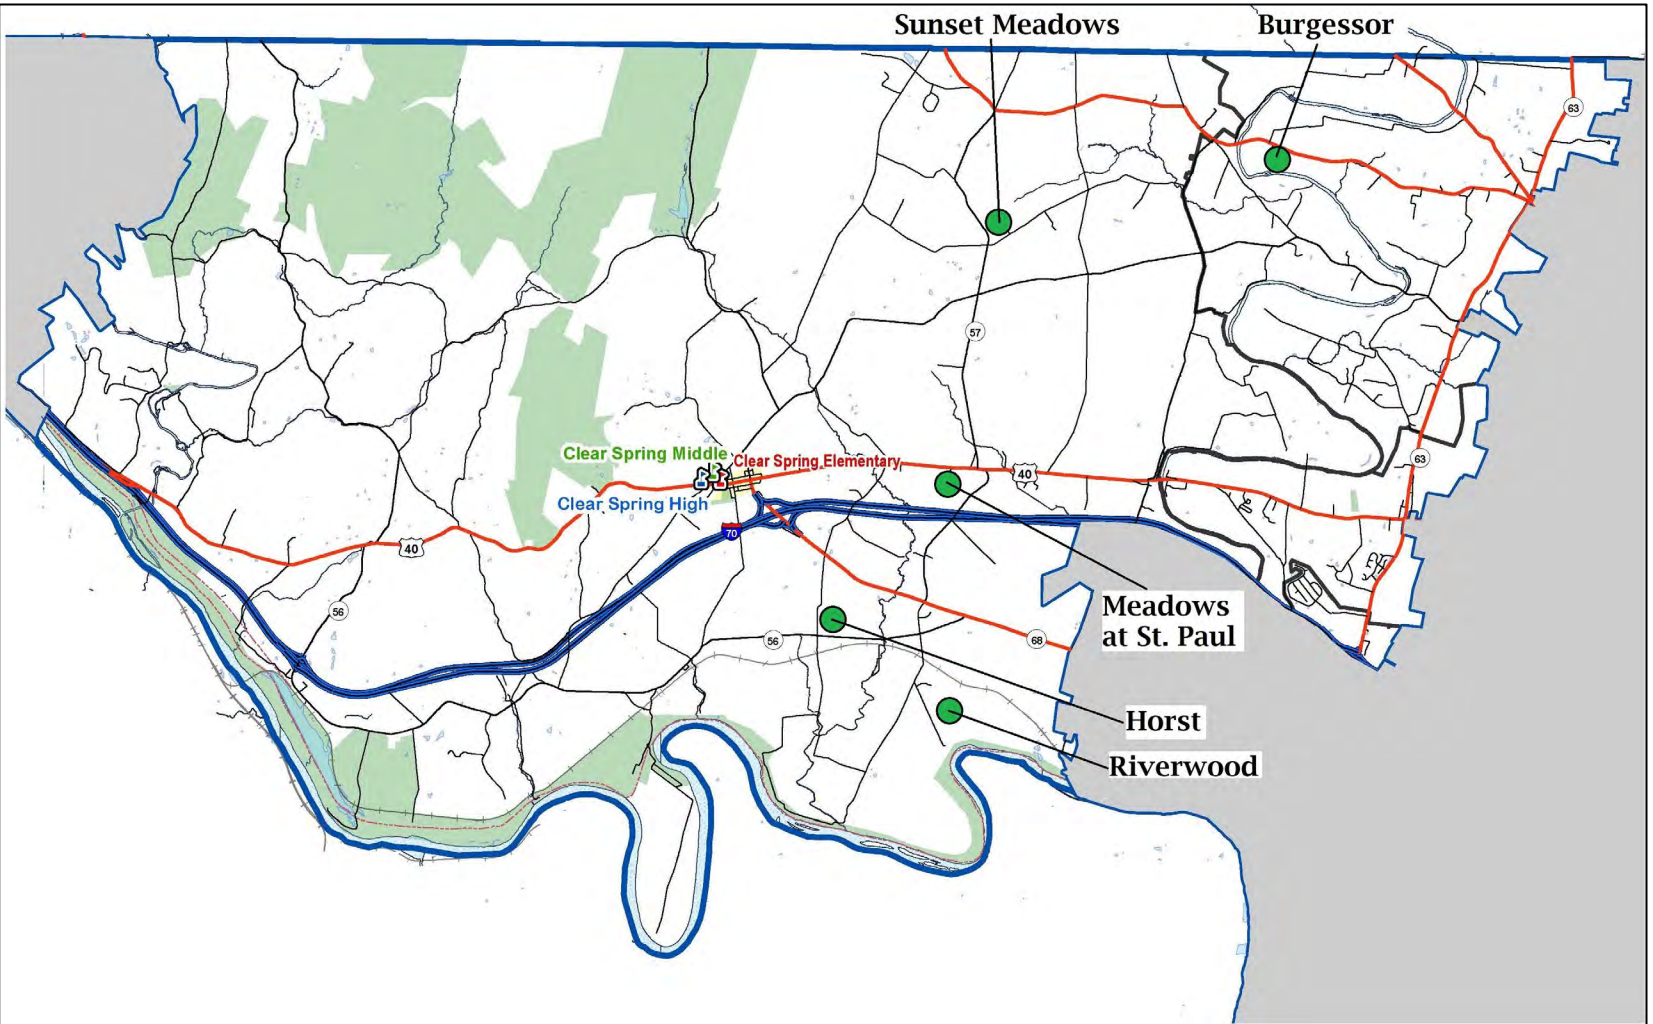 Sunset Meadows
Burgessor
63
57
Clear Spring Middle
Clear Spring Elementary
40
63
Clear Spring High
70
40
56
Meadows
at St. Paul
56
68
Horst
Riverwood